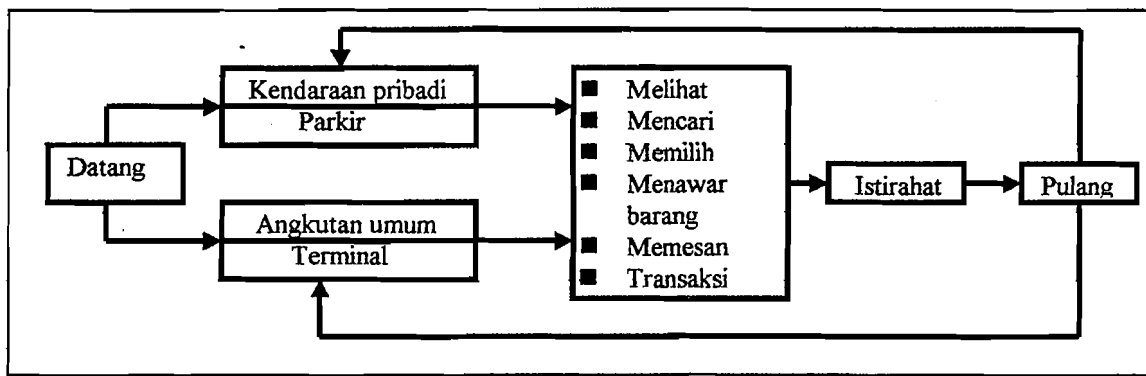 Datang
Kendaraan pribadi
Parkir
Angkutan umum
Terminal
■ Melihat
■ Mencari
■ Memilih
■ Menawar
barang
■ Memesan
■ Transaksi
Istirahat
Pulang